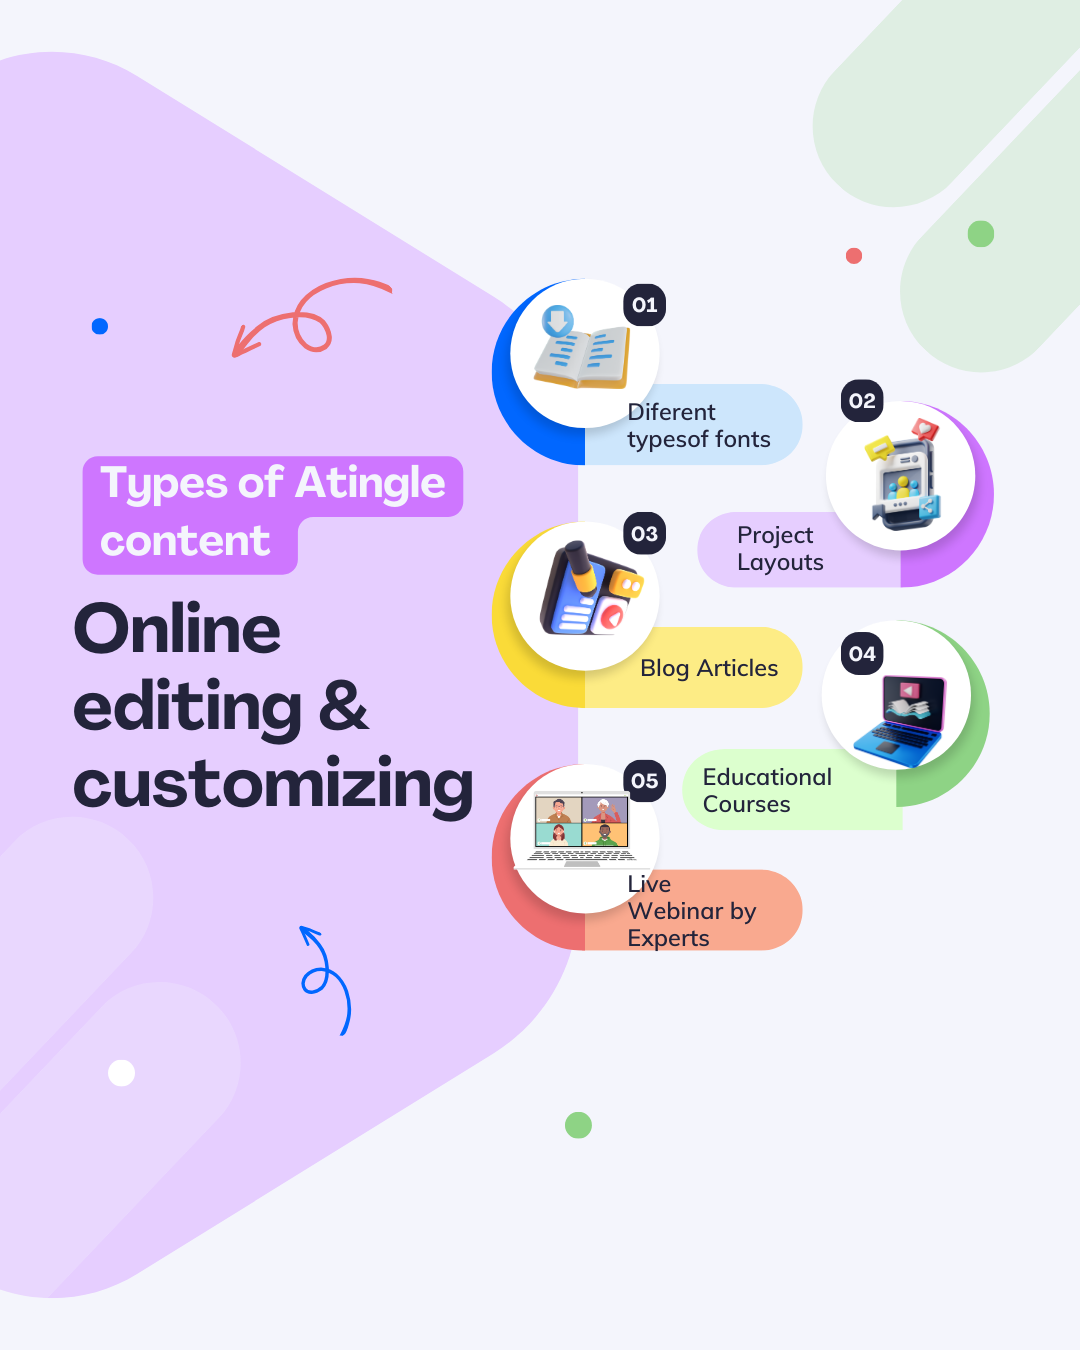 Types of Atingle
content
Online
editing &
customizing
01
Diferent
typesof fonts
02
Project
Layouts
03
Blog Articles
04
Educational
Courses
05
Live
Webinar by
Experts